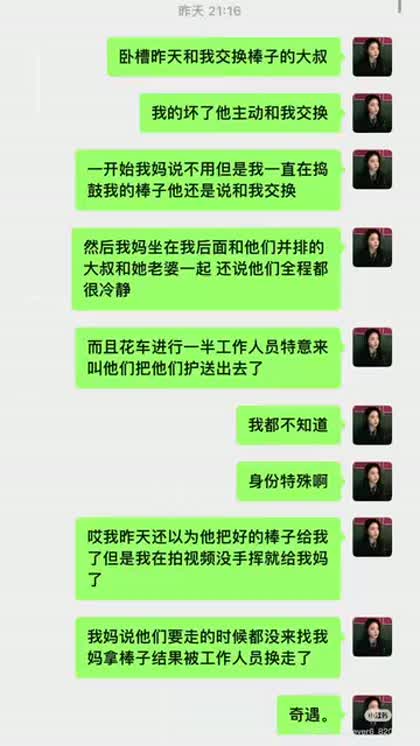 昨天 21:16
卧槽昨天和我交换棒子的大叔
我的坏了他主动和我交换
一开始我妈说不用但是我一直在捣
鼓我的棒子他还是说和我交换
然后我妈坐在我后面和他们并排的
大叔和她老婆一起 还说他们全程都
很冷静
而且花车进行一半工作人员特意来
叫他们把他们护送出去了
我都不知道
身份特殊啊
哎我昨天还以为他把好的棒子给我
了但是我在拍视频没手挥就给我妈
了
我妈说他们要走的时候都没来找我
妈拿棒子结果被工作人员换走了
奇遇。
小红书